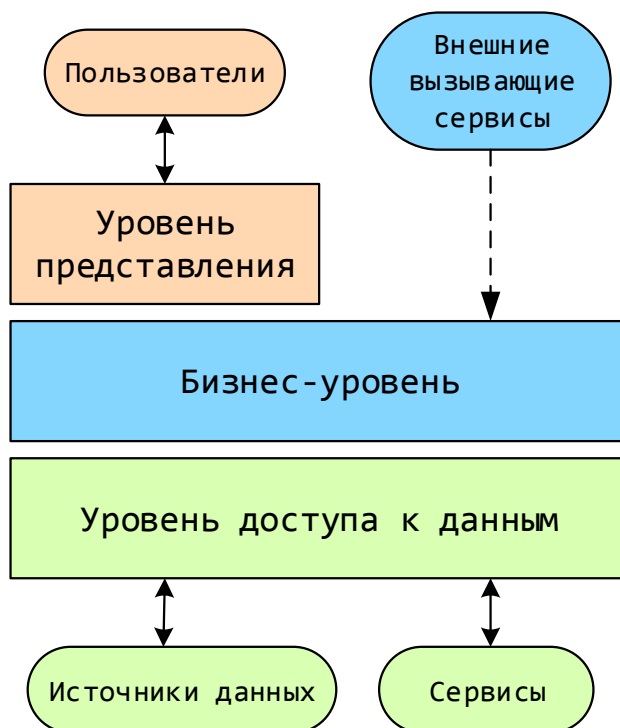 Пользователи
Внешние
вызывающие
сервисы
Уровень
представления
Бизнес-уровень
Уровень доступа к данным
Источники данных
Сервисы